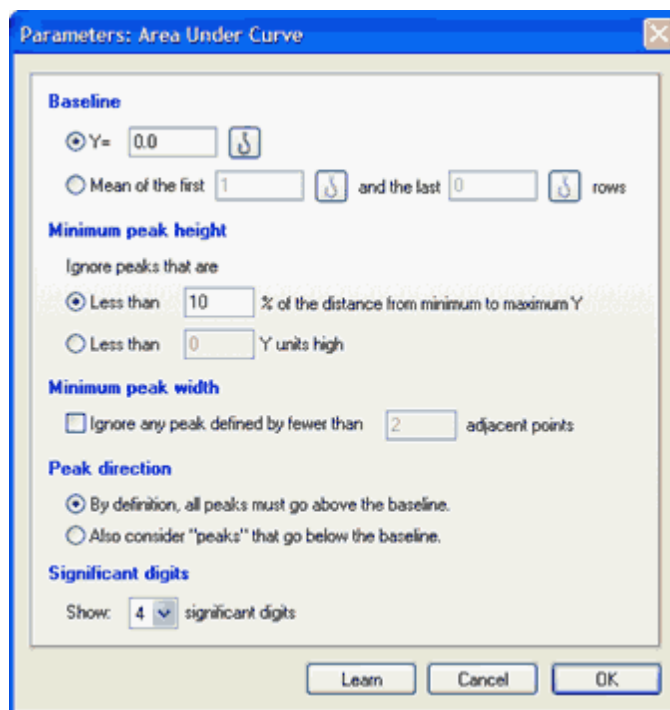 Parameters: Area Under Curve
Baseline
Y= 0.0
Mean of the first 1 and the last 0 rows
Minimum peak height
Ignore peaks that are
Less than 10 % of the distance from minimum to maximum Y
Less than 0 Y units high
Minimum peak width
Ignore any peak defined by fewer than 2 adjacent points
Peak direction
By definition, all peaks must go above the baseline.
Also consider "peaks" that go below the baseline.
Significant digits
Show: 4 significant digits
Learn Cancel OK